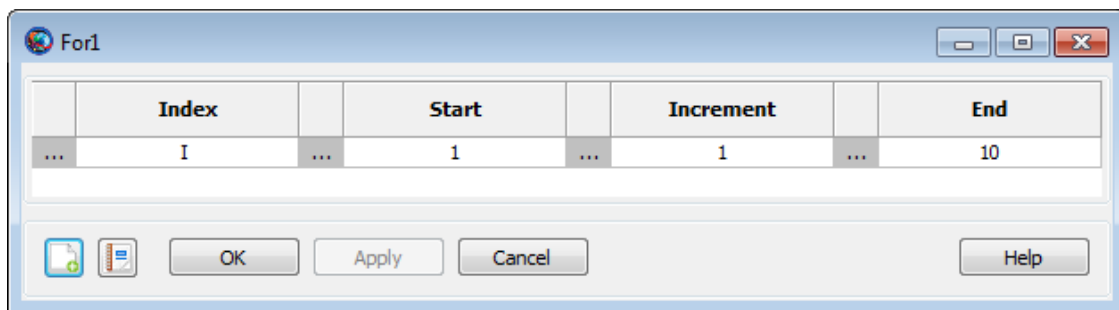 For1
Index Start Increment End
... I ... 1 ... 1 ... 10
OK Apply Cancel Help